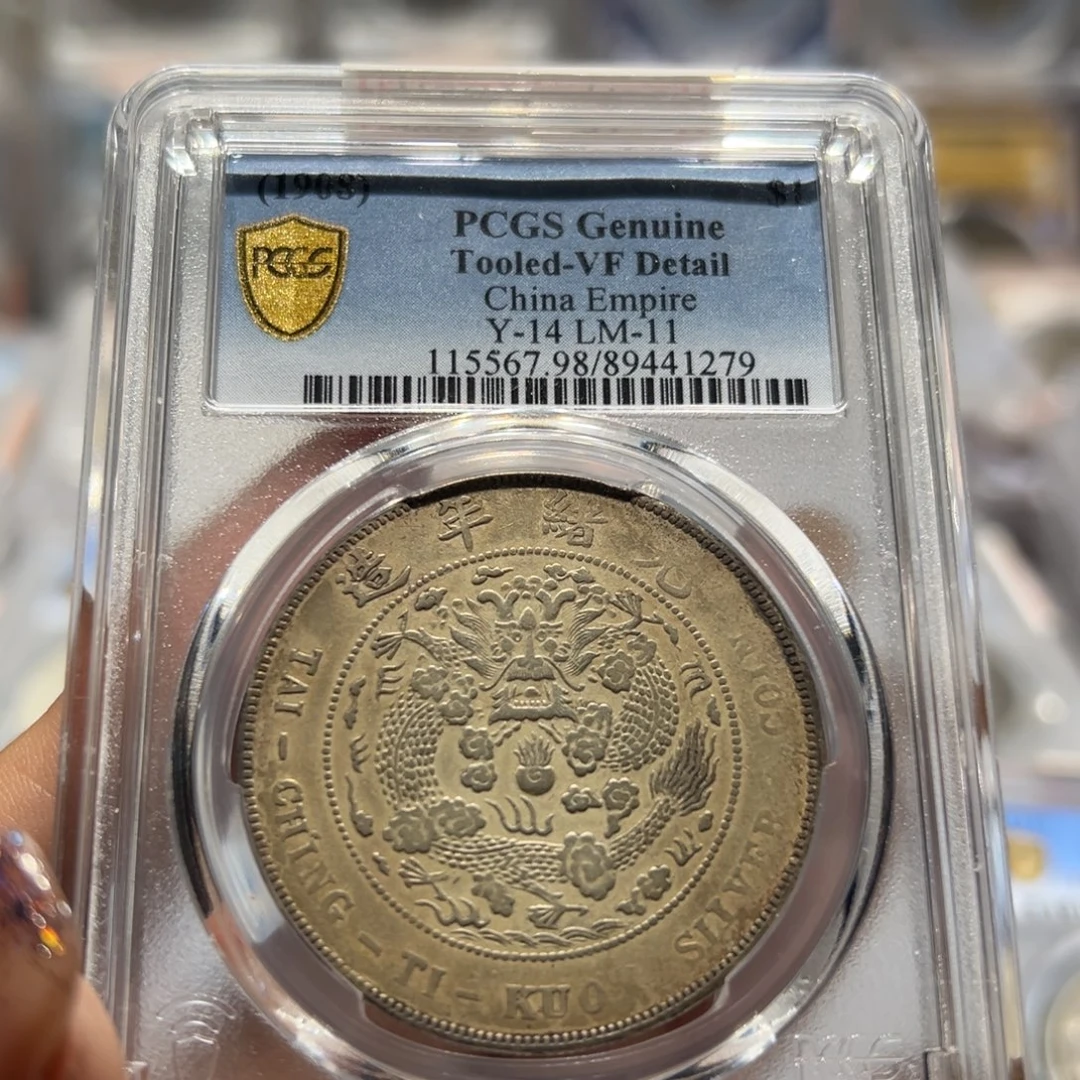 (1908) $1
PCGS
PCGS Genuine
Tooled-VF Detail
China Empire
Y-14 LM-11
115567.98/89441279
光緒年造
TAI-CHING-TI-KUO SILVER COIN